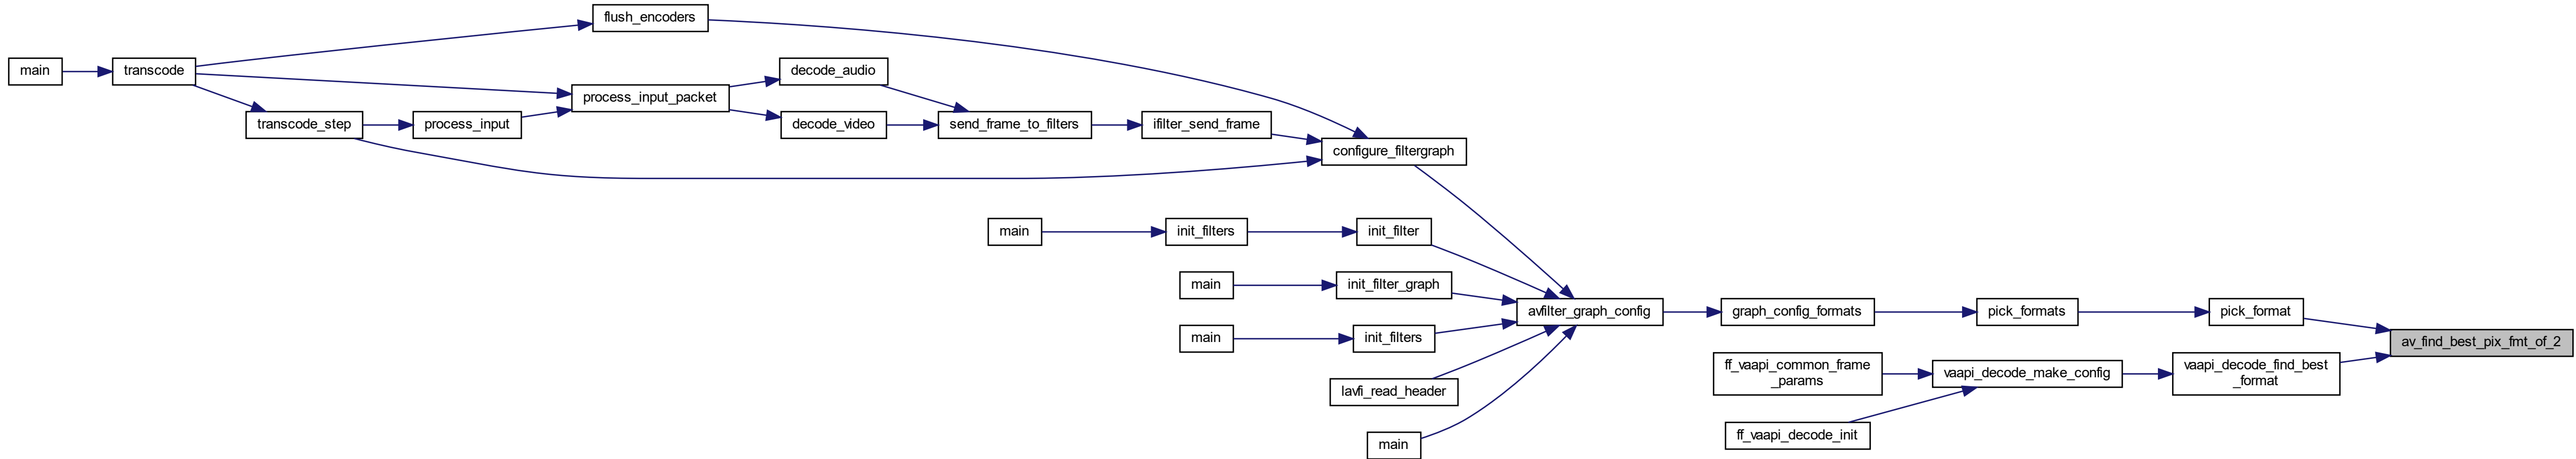 flush_encoders
main
transcode
decode_audio
process_input_packet
transcode_step
process_input
decode_video
send_frame_to_filters
ifilter_send_frame
configure_filtergraph
main
init_filters
init_filter
main
init_filter_graph
avfilter_graph_config
graph_config_formats
pick_formats
pick_format
main
init_filters
av_find_best_pix_fmt_of_2
ff_vaapi_common_frame
_params
vaapi_decode_make_config
vaapi_decode_find_best
_format
lavfi_read_header
ff_vaapi_decode_init
main